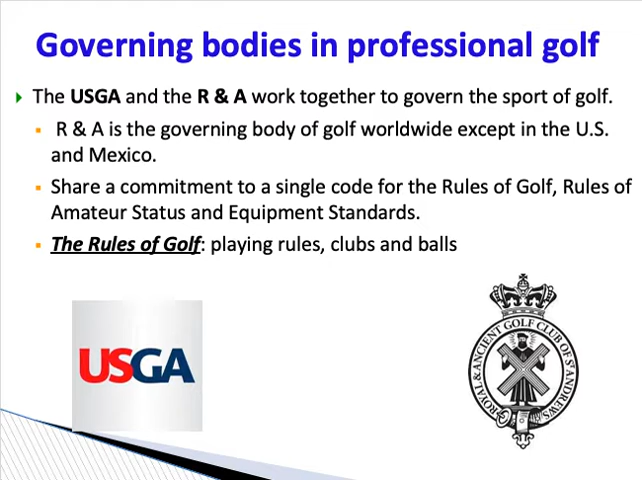 Governing bodies in professional golf
The USGA and the R & A work together to govern the sport of golf.
R & A is the governing body of golf worldwide except in the U.S.
and Mexico.
Share a commitment to a single code for the Rules of Golf, Rules of
Amateur Status and Equipment Standards.
The Rules of Golf: playing rules, clubs and balls
USGA
ROYAL & ANCIENT GOLF CLUB OF ST ANDREWS